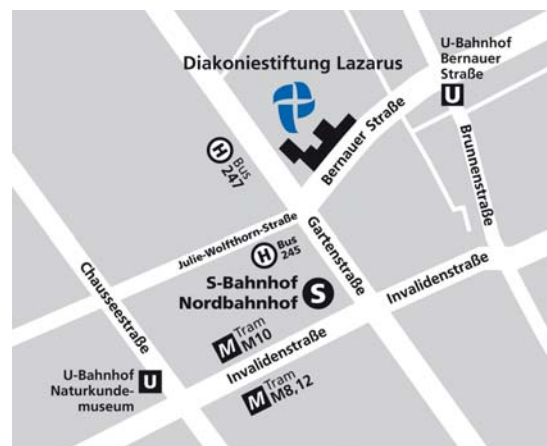 U-Bahnhof
Bernauer
Straße
U
Diakoniestiftung Lazarus
Bernauer Straße
Brunnenstraße
H
Bus
247
Julie-Wolfthorn-Straße
H
Bus
245
Gartenstraße
S-Bahnhof
Nordbahnhof
S
Invalidenstraße
Chausseestraße
M
Tram
M10
Invalidenstraße
U-Bahnhof
Naturkunde-
museum
U
M
Tram
M8,12